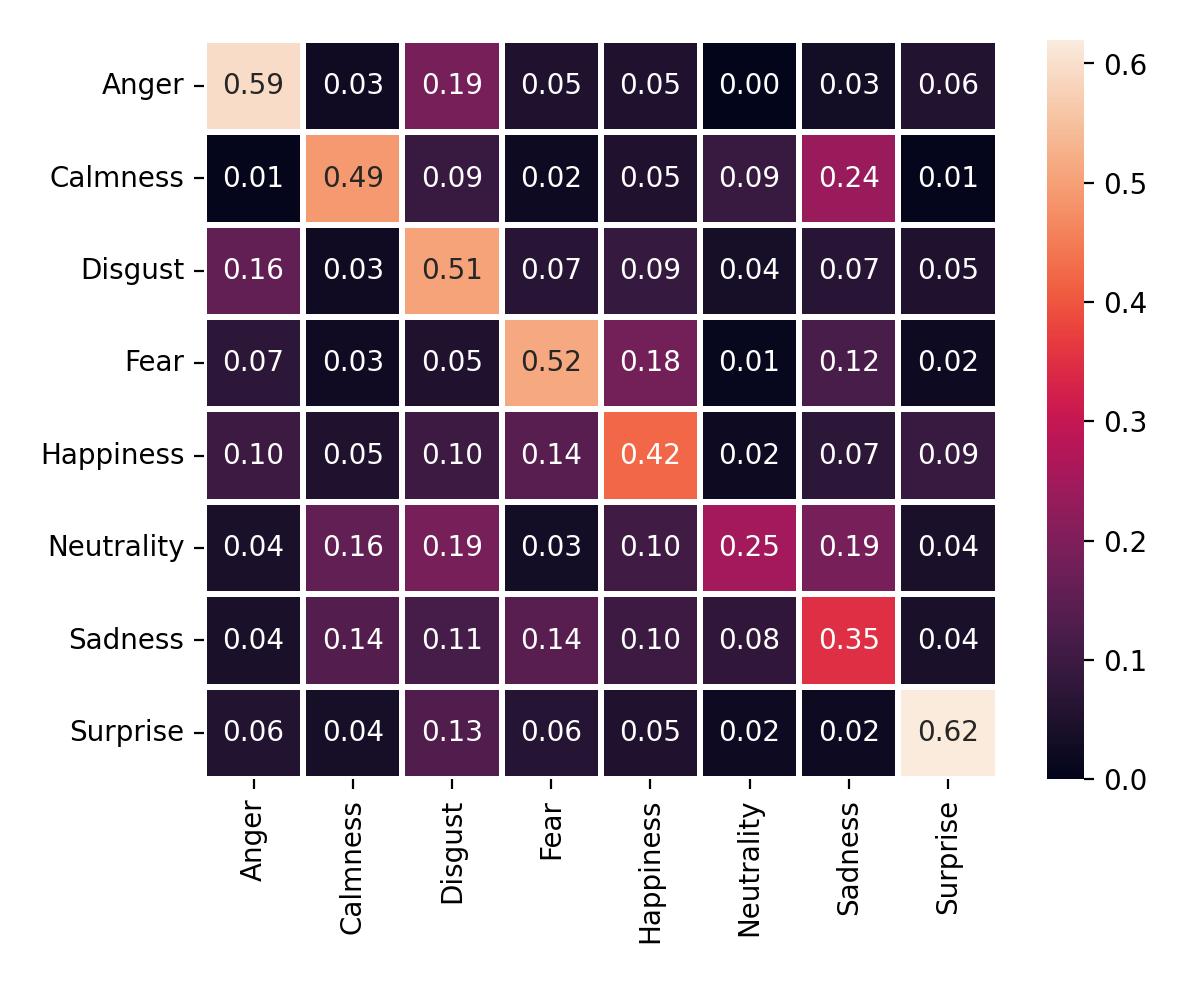 Anger 0.59 0.03 0.19 0.05 0.05 0.00 0.03 0.06
Calmness 0.01 0.49 0.09 0.02 0.05 0.09 0.24 0.01
Disgust 0.16 0.03 0.51 0.07 0.09 0.04 0.07 0.05
Fear 0.07 0.03 0.05 0.52 0.18 0.01 0.12 0.02
Happiness 0.10 0.05 0.10 0.14 0.42 0.02 0.07 0.09
Neutrality 0.04 0.16 0.19 0.03 0.10 0.25 0.19 0.04
Sadness 0.04 0.14 0.11 0.14 0.10 0.08 0.35 0.04
Surprise 0.06 0.04 0.13 0.06 0.05 0.02 0.02 0.62
Anger
Calmness
Disgust
Fear
Happiness
Neutrality
Sadness
Surprise
0.6
0.5
0.4
0.3
0.2
0.1
0.0